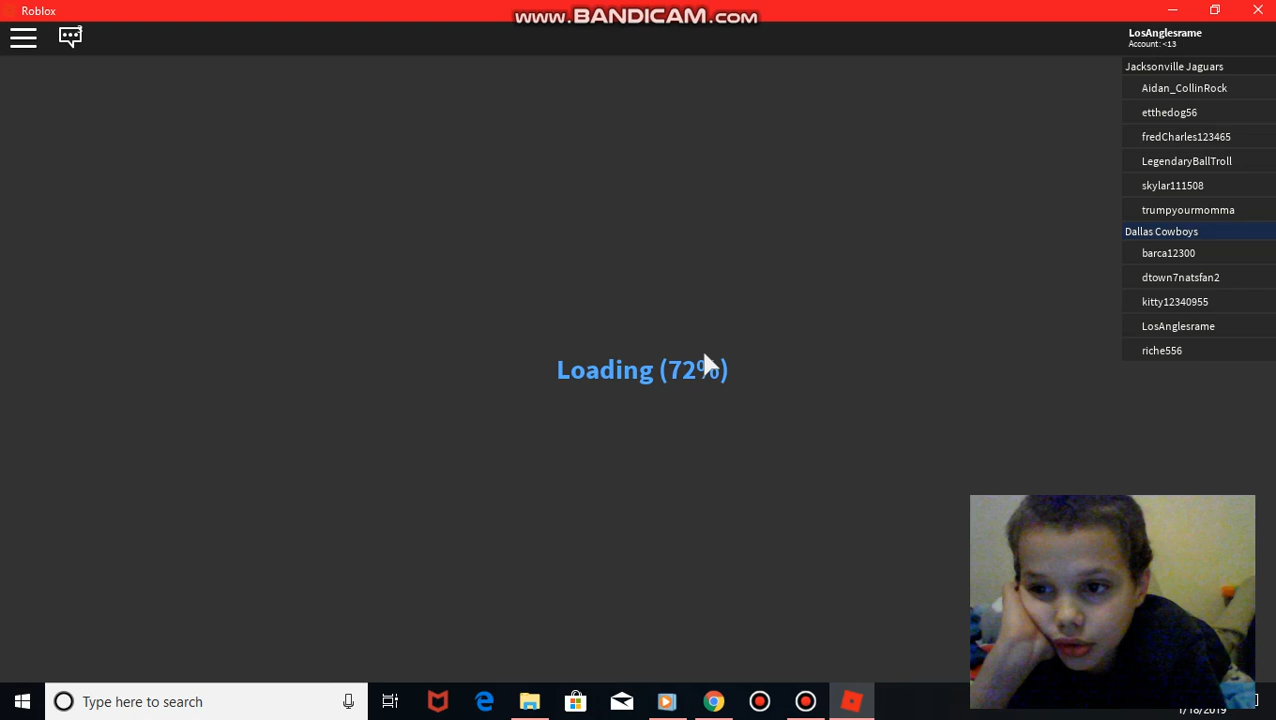 Roblox
www.BANDICAM.com
LosAnglesrame
Account: <13
Jacksonville Jaguars
Aidan_CollinRock
etthedog56
fredCharles123465
LegendaryBallTroll
skylar111508
trumpyourmomma
Dallas Cowboys
barca12300
dtown7natsfan2
kitty12340955
LosAnglesrame
riche556
Loading (72%)
Type here to search
1/18/2019